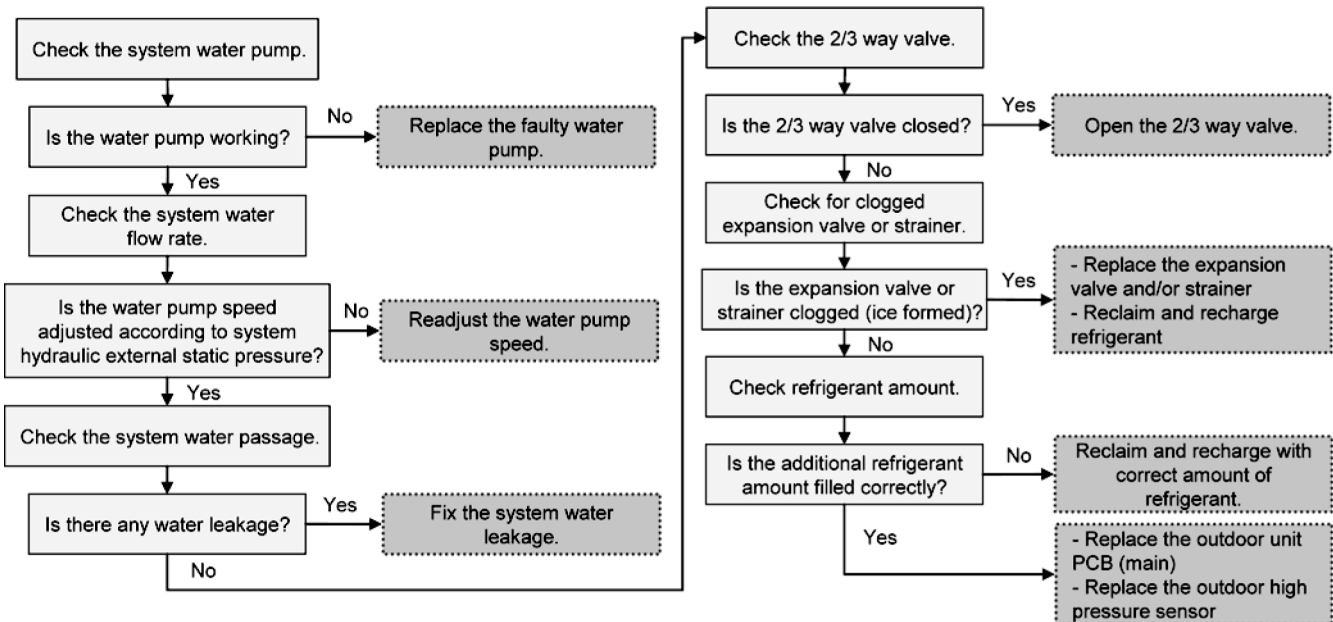 Check the system water pump.
Is the water pump working?
No
Replace the faulty water
pump.
Yes
Check the system water
flow rate.
Is the water pump speed
adjusted according to system
hydraulic external static pressure?
No
Readjust the water pump
speed.
Yes
Check the system water passage.
Is there any water leakage?
Yes
Fix the system water
leakage.
No
Check the 2/3 way valve.
Is the 2/3 way valve closed?
Yes
Open the 2/3 way valve.
No
Check for clogged
expansion valve or strainer.
Is the expansion valve or
strainer clogged (ice formed)?
Yes
- Replace the expansion
valve and/or strainer
- Reclaim and recharge
refrigerant
No
Check refrigerant amount.
Is the additional refrigerant
amount filled correctly?
No
Reclaim and recharge with
correct amount of
refrigerant.
Yes
- Replace the outdoor unit
PCB (main)
- Replace the outdoor high
pressure sensor